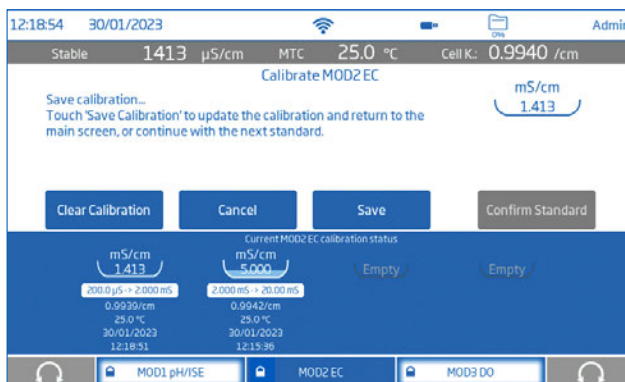 12:18:54 30/01/2023 0% Admin
Stable 1413 µS/cm MTC 25.0 °C Cell K.: 0.9940 /cm
Calibrate MOD2 EC
Save calibration...
Touch 'Save Calibration' to update the calibration and return to the
main screen, or continue with the next standard.
mS/cm
1.413
Clear Calibration Cancel Save Confirm Standard
Current MOD2 EC calibration status
mS/cm mS/cm
1.413 5.000 Empty Empty
200.0 µS -> 2.000 mS 2.000 mS -> 20.00 mS
0.9939/cm 0.9942/cm
25.0 °C 25.0 °C
30/01/2023 30/01/2023
12:18:51 12:15:36
MOD1 pH/ISE MOD2 EC MOD3 DO